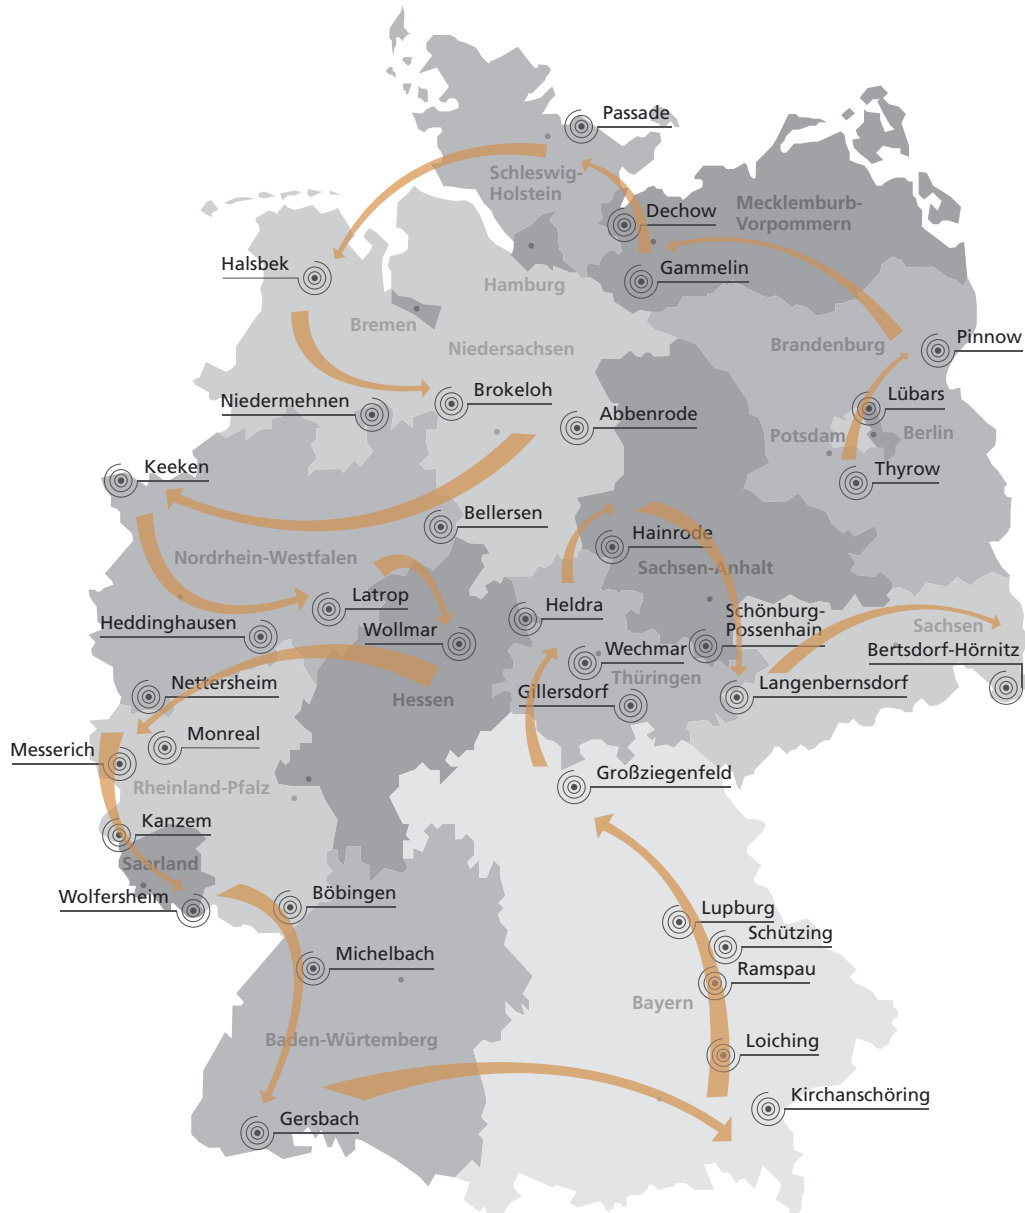 Passade
Schleswig-
Holstein
Mecklemburb-
Vorpommern
Dechow
Halsbek
Gammelin
Hamburg
Bremen
Niedersachsen
Brandenburg
Pinnow
Niedermehnen
Brokeloh
Abbenrode
Lübars
Potsdam
Berlin
Keeken
Thyrow
Bellersen
Nordrhein-Westfalen
Hainrode
Sachsen-Anhalt
Latrop
Heldra
Heddinghausen
Wollmar
Schönburg-
Possenhain
Sachsen
Wechmar
Bertsdorf-Hörnitz
Nettersheim
Hessen
Thüringen
Gillersdorf
Langenbernsdorf
Messerich
Monreal
Großziegenfeld
Rheinland-Pfalz
Kanzem
Saarland
Wolfersheim
Böbingen
Lupburg
Schützing
Michelbach
Ramspau
Bayern
Baden-Würtemberg
Loiching
Kirchanschöring
Gersbach